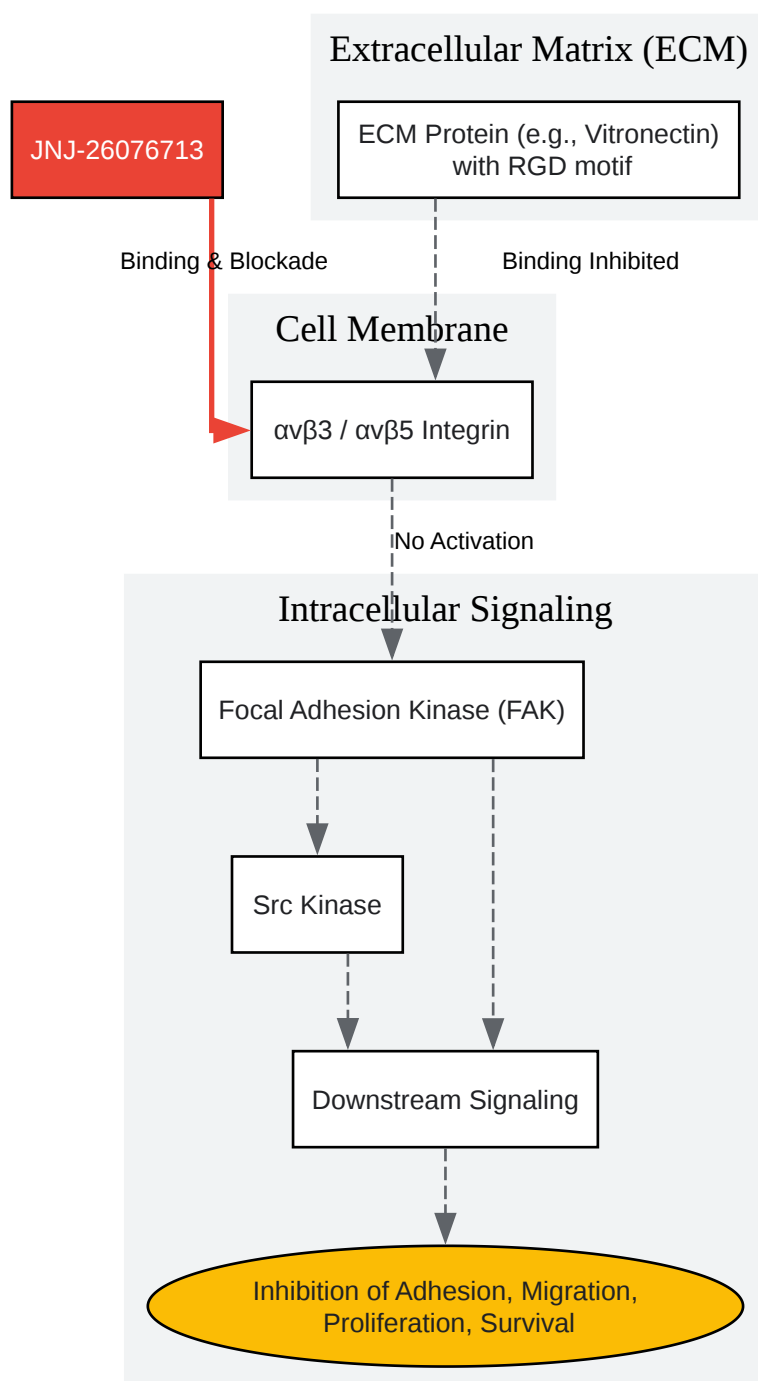 Extracellular Matrix (ECM)
JNJ-26076713
ECM Protein (e.g., Vitronectin)
with RGD motif
Binding & Blockade
Binding Inhibited
Cell Membrane
αvβ3 / αvβ5 Integrin
No Activation
Intracellular Signaling
Focal Adhesion Kinase (FAK)
Src Kinase
Downstream Signaling
Inhibition of Adhesion, Migration,
Proliferation, Survival